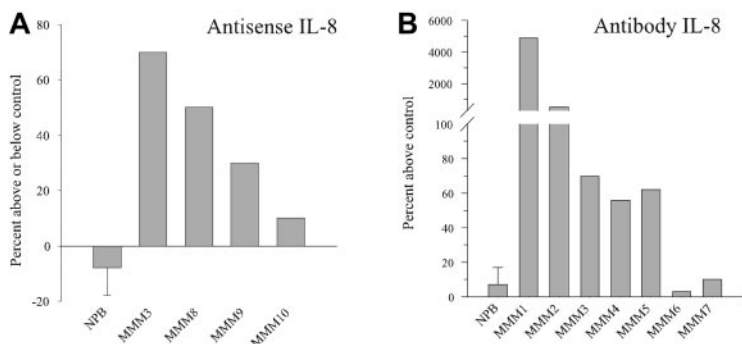 A
Antisense IL-8
Percent above or below control
80
60
40
20
0
-20
NPB
MMM3
MMM8
MMM9
MMM10
B
Antibody IL-8
Percent above control
6000
4000
2000
100
80
60
40
20
0
NPB
MMM1
MMM2
MMM3
MMM4
MMM5
MMM6
MMM7